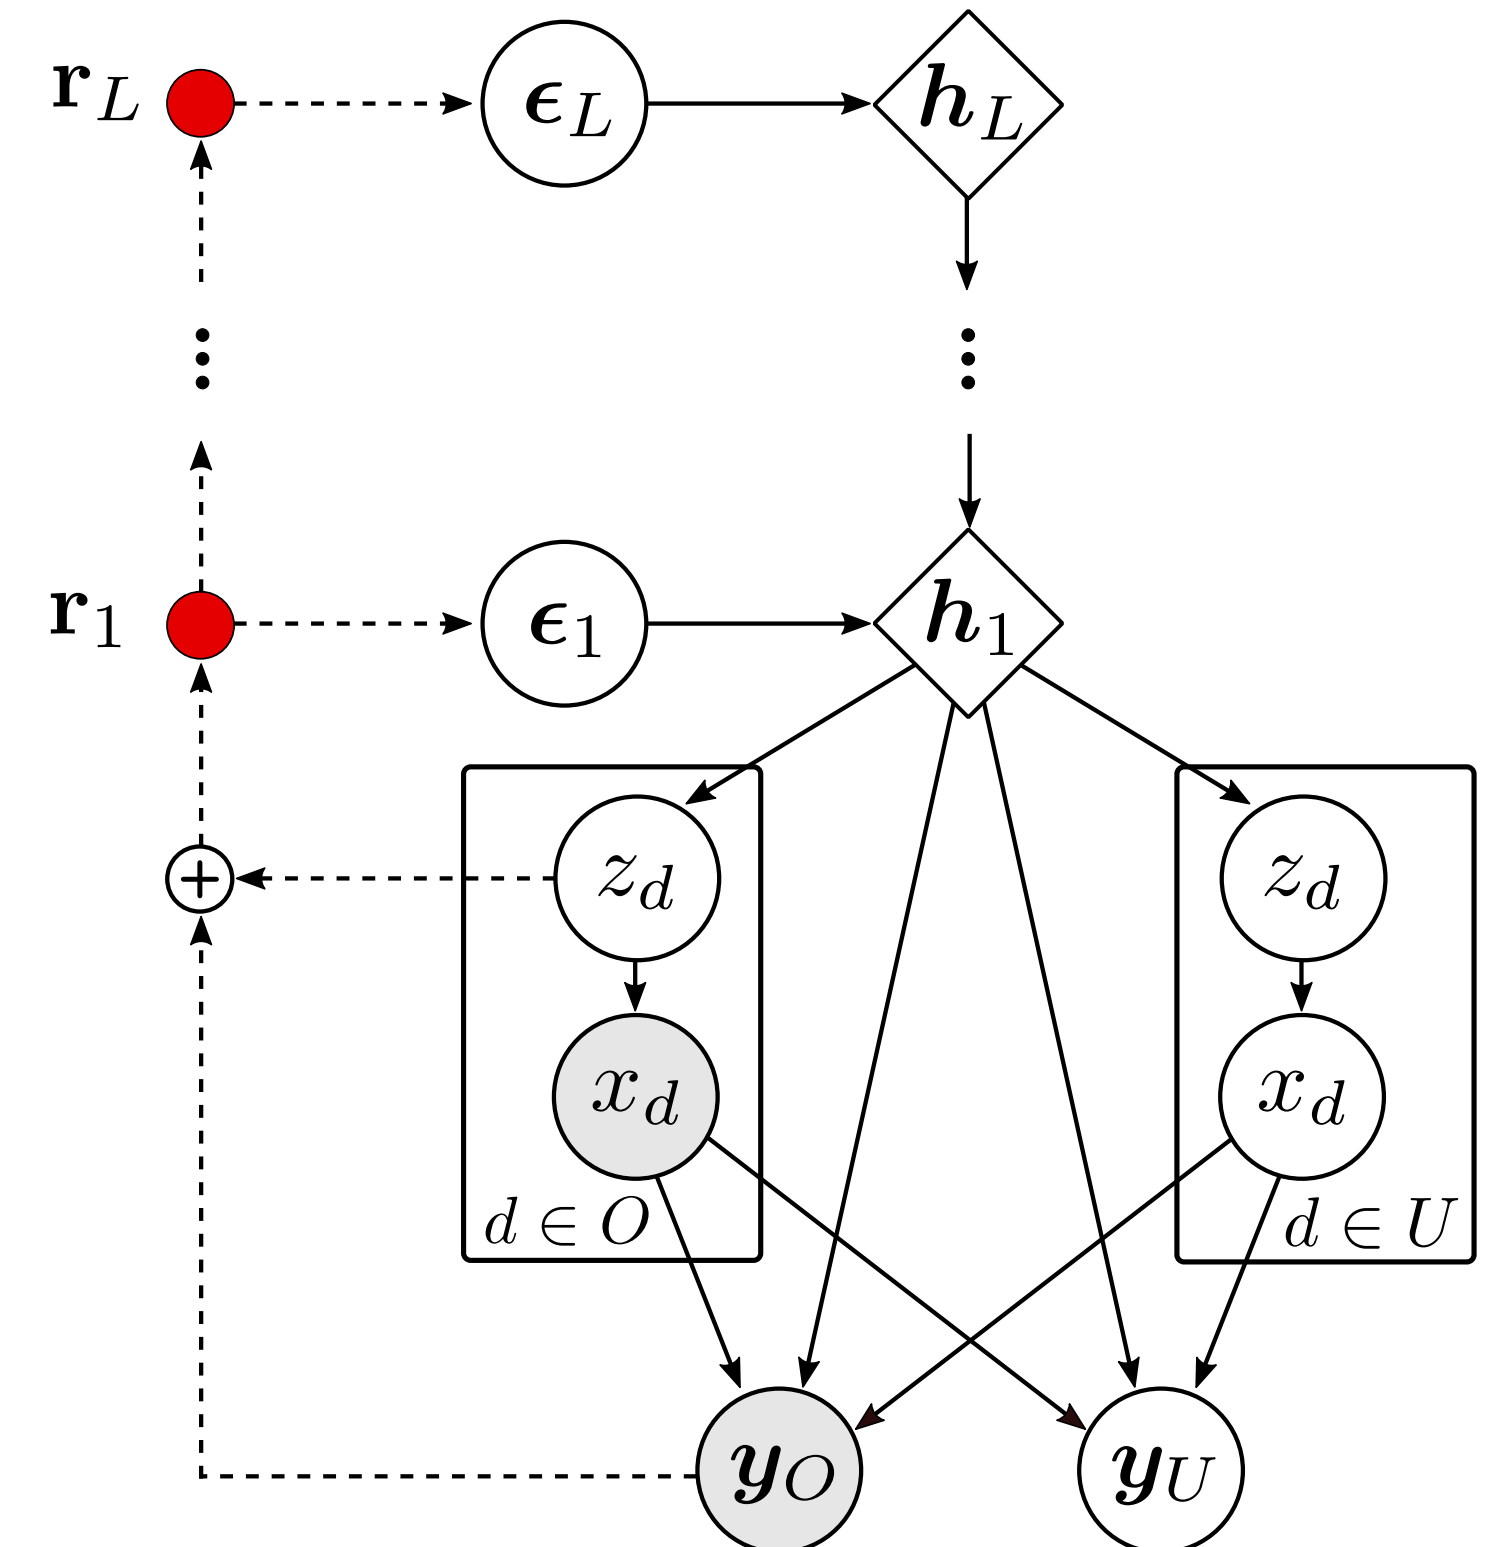 r_L ϵ_L h_L
r_1 ϵ_1 h_1
z_d z_d
+
x_d x_d
d ∈ O d ∈ U
y_O y_U